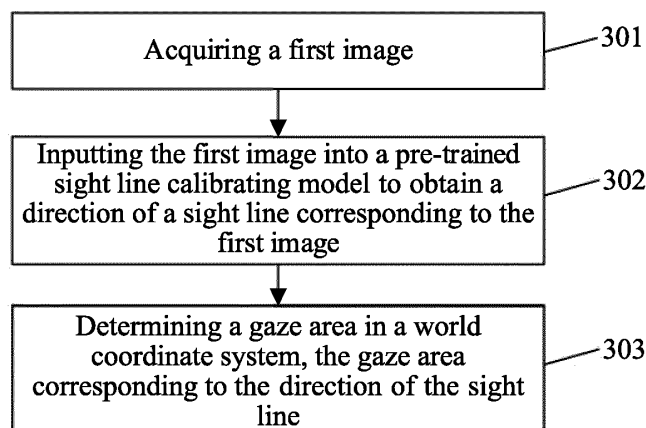 Acquiring a first image
301
Inputting the first image into a pre-trained
sight line calibrating model to obtain a
direction of a sight line corresponding to the
first image
302
Determining a gaze area in a world
coordinate system, the gaze area
corresponding to the direction of the sight
line
303